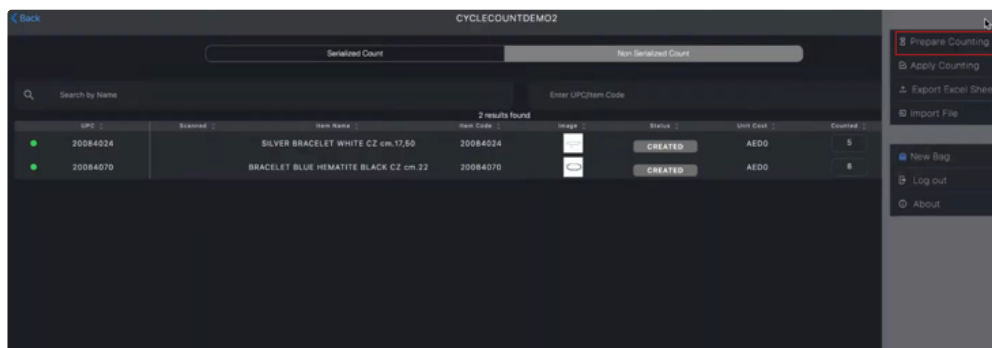 Back
CYCLECOUNTDEMO2
Serialized Count
Non Serialized Count
Search by Name
Enter UPC/Item Code
2 results found
UPC Scanned Item Name Item Code Image Status Unit Cost Counted
20084024 SILVER BRACELET WHITE CZ cm.17,50 20084024 CREATED AED0 5
20084070 BRACELET BLUE HEMATITE BLACK CZ cm.22 20084070 CREATED AED0 8
Prepare Counting
Apply Counting
Export Excel Shee
Import File
New Bag
Log out
About